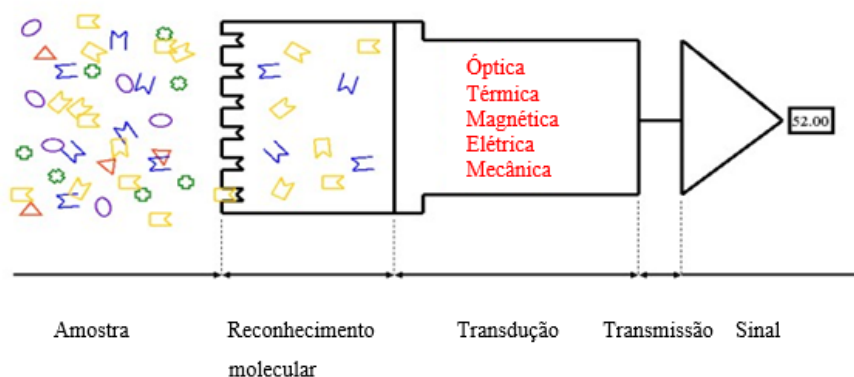 Óptica
Térmica
Magnética
Elétrica
Mecânica
52.00
Amostra
Reconhecimento
molecular
Transdução
Transmissão
Sinal